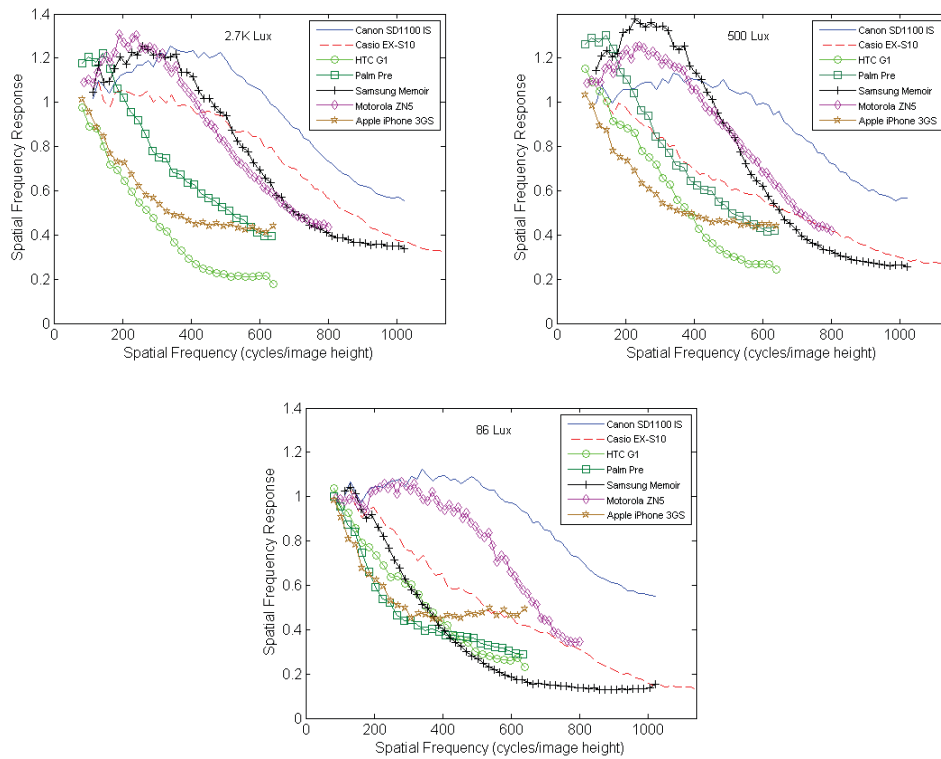 1.4
1.2
1
0.8
0.6
0.4
0.2
0
Spatial Frequency Response
2.7K Lux
Canon SD1100 IS
Casio EX-S10
HTC G1
Palm Pre
Samsung Memoir
Motorola ZN5
Apple iPhone 3GS
0 200 400 600 800 1000
Spatial Frequency (cycles/image height)
1.4
1.2
1
0.8
0.6
0.4
0.2
0
Spatial Frequency Response
500 Lux
Canon SD1100 IS
Casio EX-S10
HTC G1
Palm Pre
Samsung Memoir
Motorola ZN5
Apple iPhone 3GS
0 200 400 600 800 1000
Spatial Frequency (cycles/image height)
1.4
1.2
1
0.8
0.6
0.4
0.2
0
Spatial Frequency Response
86 Lux
Canon SD1100 IS
Casio EX-S10
HTC G1
Palm Pre
Samsung Memoir
Motorola ZN5
Apple iPhone 3GS
0 200 400 600 800 1000
Spatial Frequency (cycles/image height)